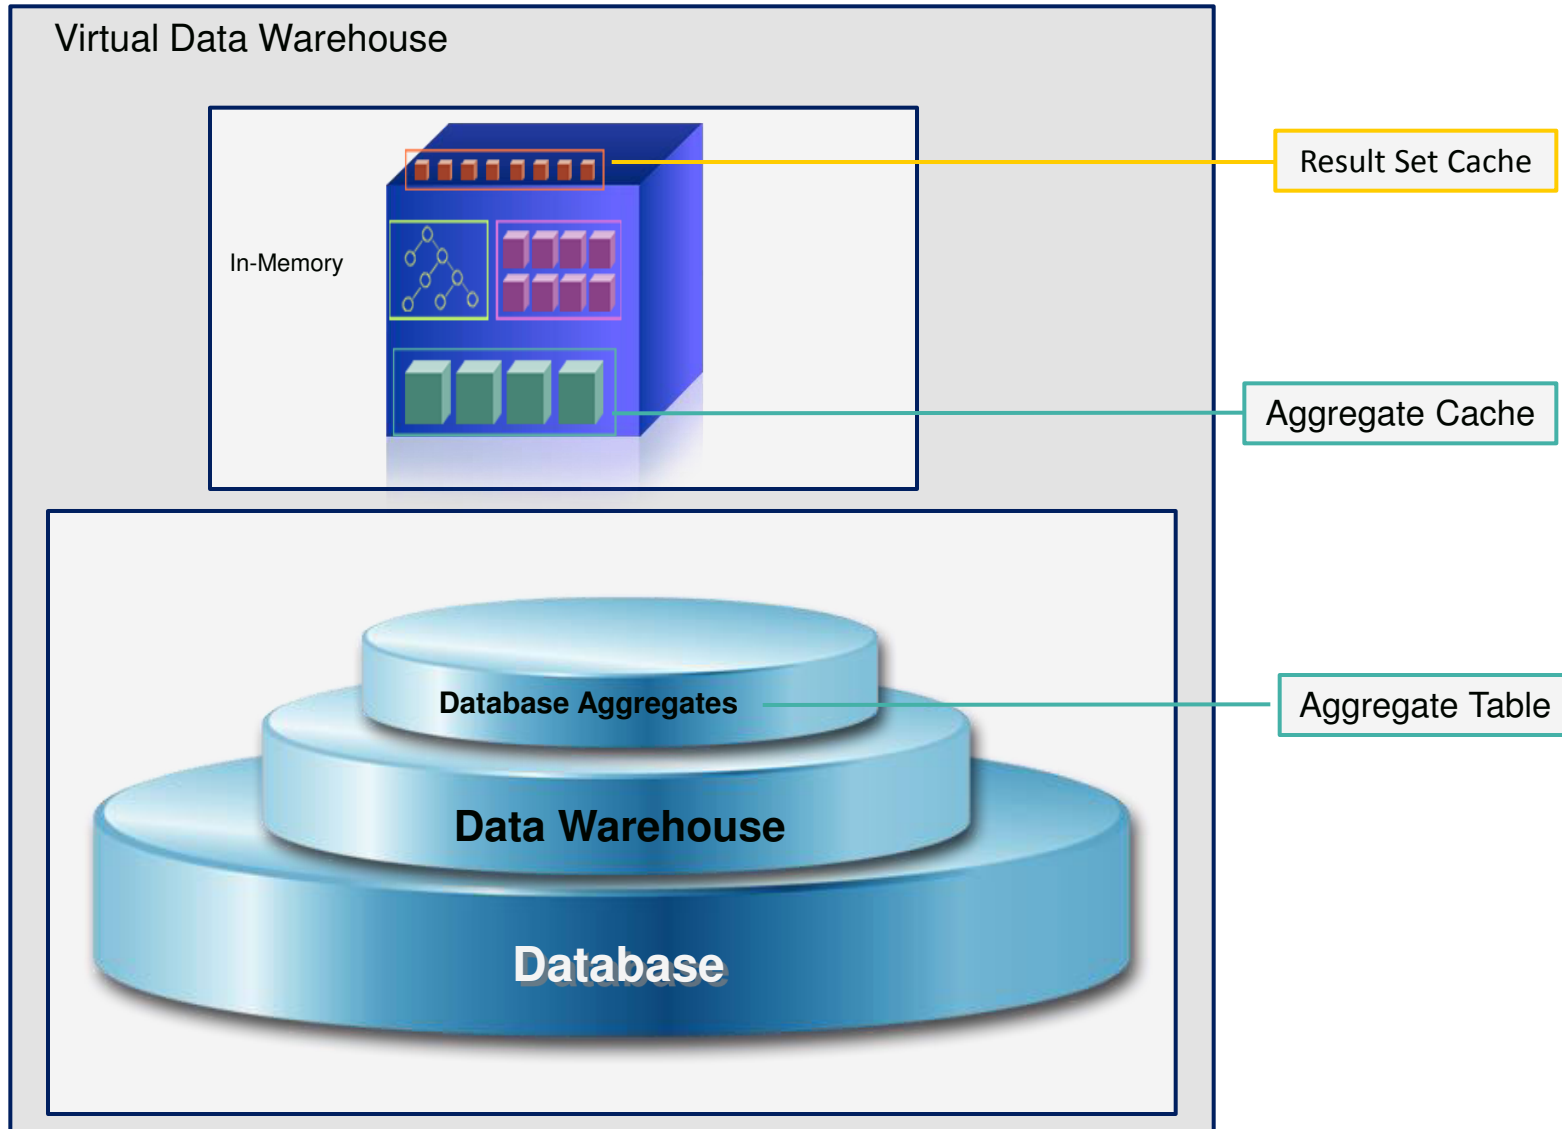 Virtual Data Warehouse
Result Set Cache
In-Memory
Aggregate Cache
Database Aggregates
Aggregate Table
Data Warehouse
Database